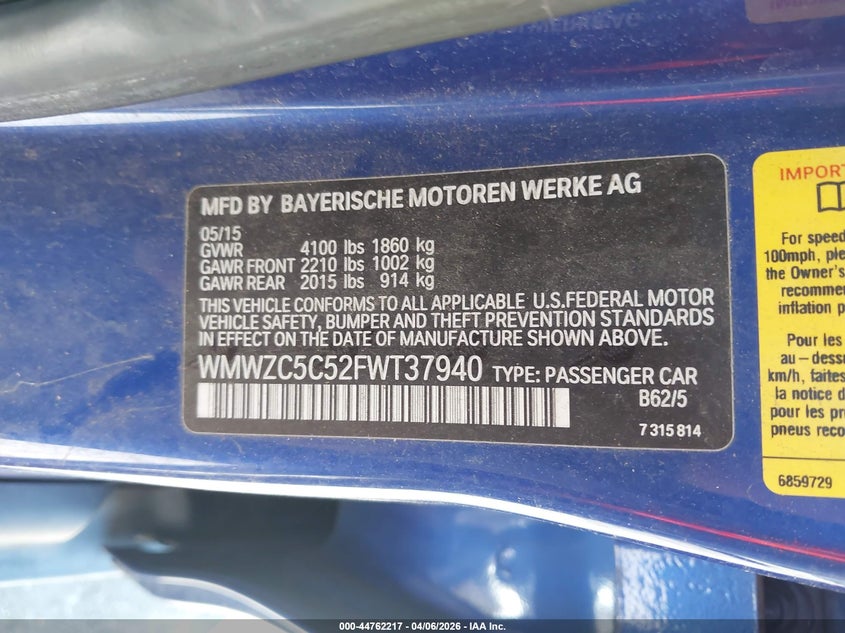 MFD BY BAYERISCHE MOTOREN WERKE AG
05/15
GVWR 4100 lbs 1860 kg
GAWR FRONT 2210 lbs 1002 kg
GAWR REAR 2015 lbs 914 kg
THIS VEHICLE CONFORMS TO ALL APPLICABLE U.S.FEDERAL MOTOR
VEHICLE SAFETY, BUMPER AND THEFT PREVENTION STANDARDS
IN EFFECT ON THE DATE OF MANUFACTURE SHOWN ABOVE.
WMWZC5C52FWT37940 TYPE: PASSENGER CAR
B62/5
7 315 814
IMPORT
For speed
100mph, ple
the Owner's
recommen
inflation p
Pour les
au – dessu
km/h, faites
la notice d
pour les pr
pneus reco
6859729
000-44762217 - 04/06/2026 - IAA Inc.